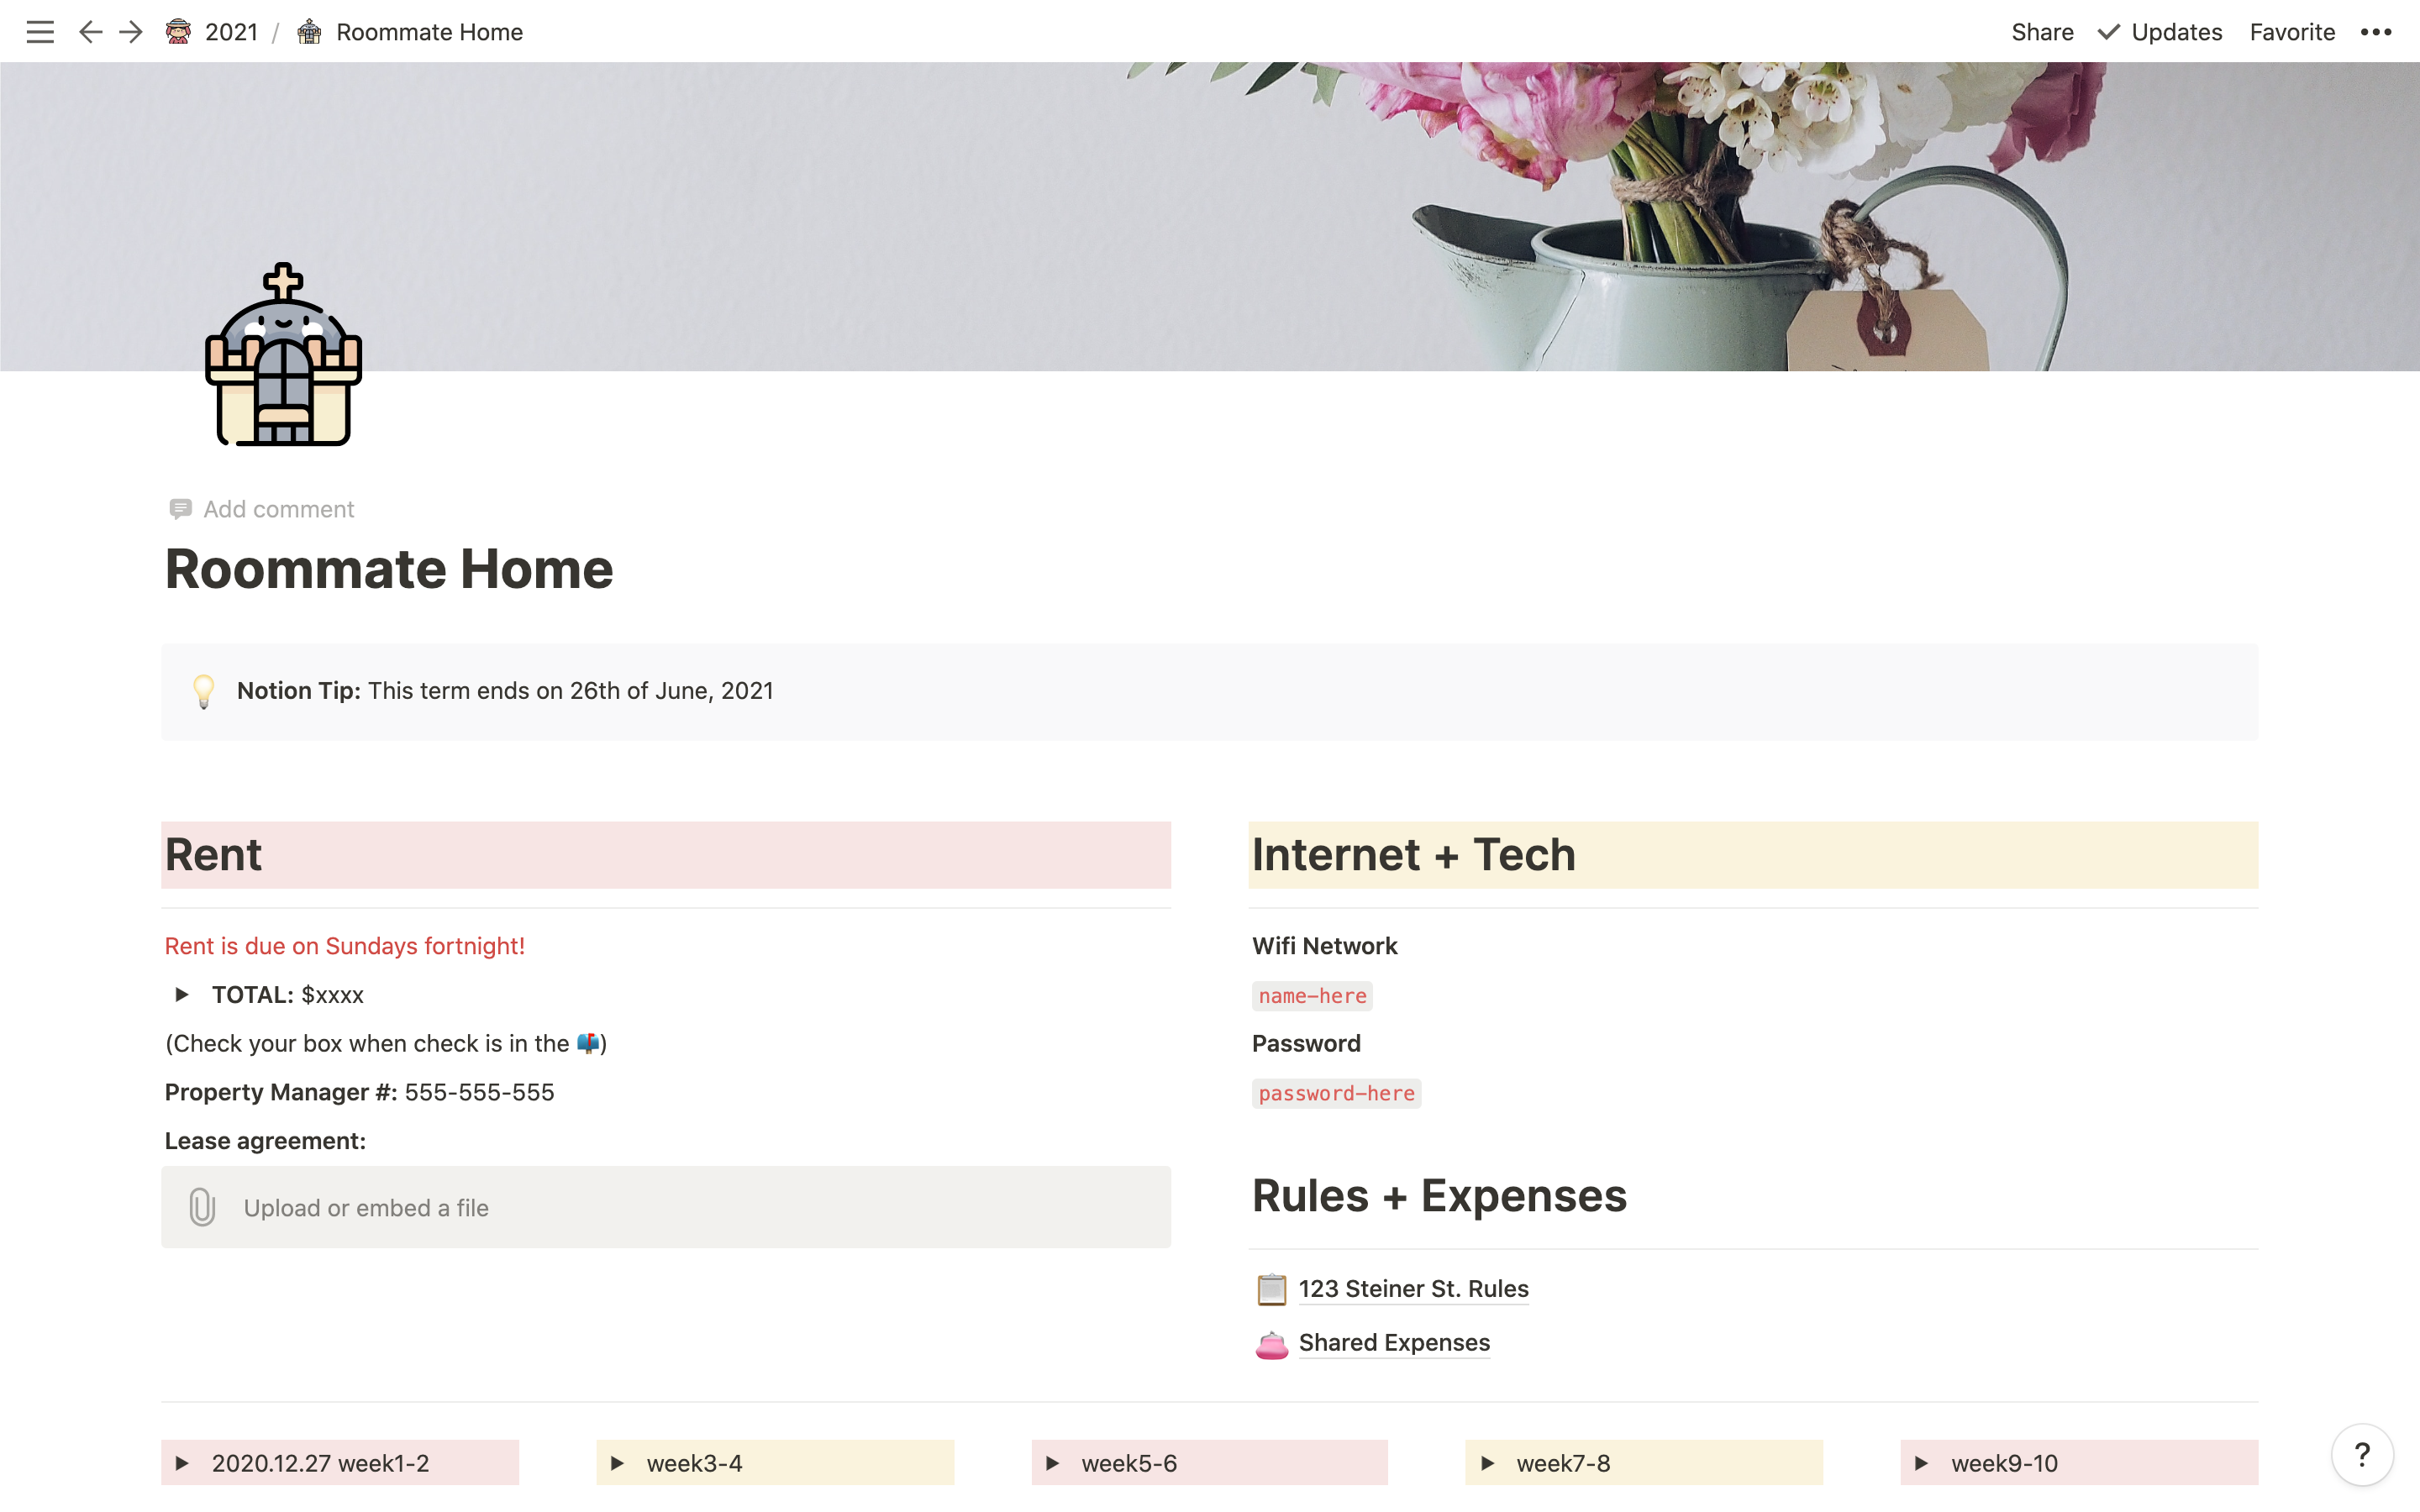 2021 / Roommate Home
Share ✓ Updates Favorite •••
Add comment
Roommate Home
Notion Tip: This term ends on 26th of June, 2021
Rent
Rent is due on Sundays fortnight!
TOTAL: $xxxx
(Check your box when check is in the 📫)
Property Manager #: 555-555-555
Lease agreement:
Upload or embed a file
Internet + Tech
Wifi Network
name-here
Password
password-here
Rules + Expenses
123 Steiner St. Rules
Shared Expenses
2020.12.27 week1-2
week3-4
week5-6
week7-8
week9-10
?